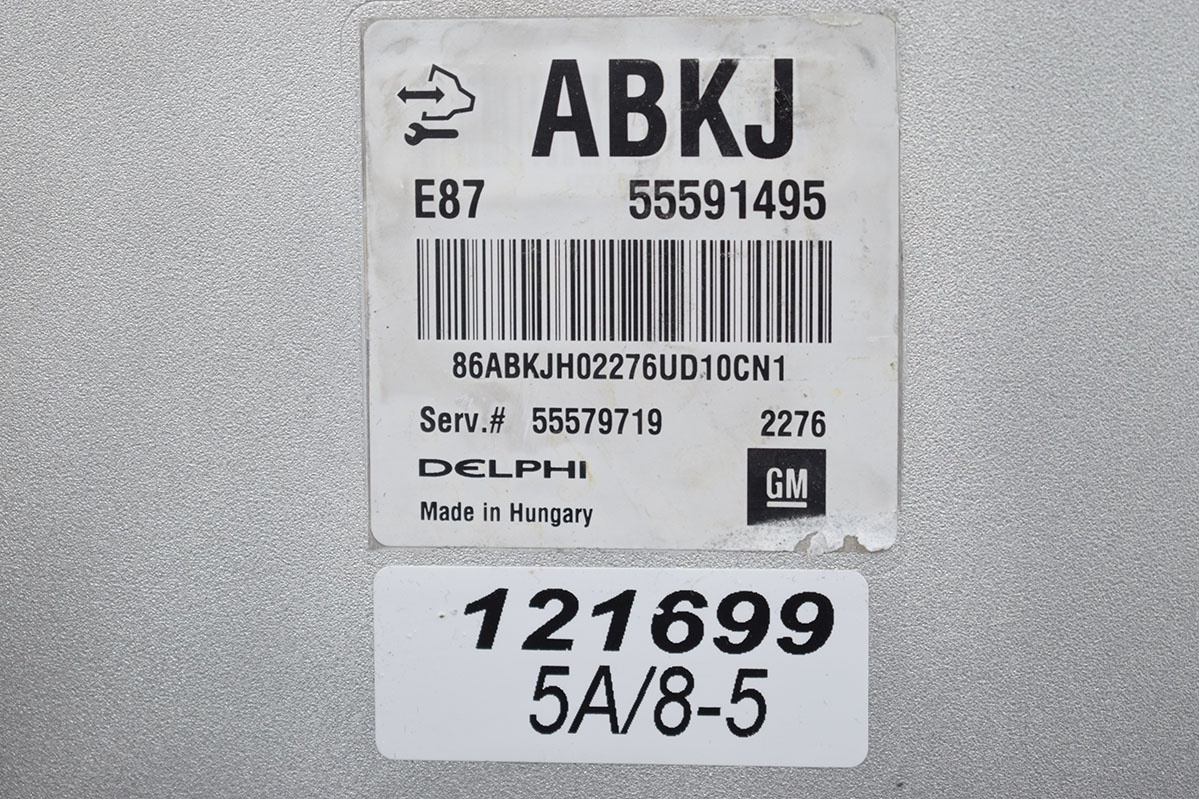 ABKJ
E87 55591495
86ABKJH02276UD10CN1
Serv.# 55579719 2276
DELPHI
GM
Made in Hungary
121699
5A/8-5